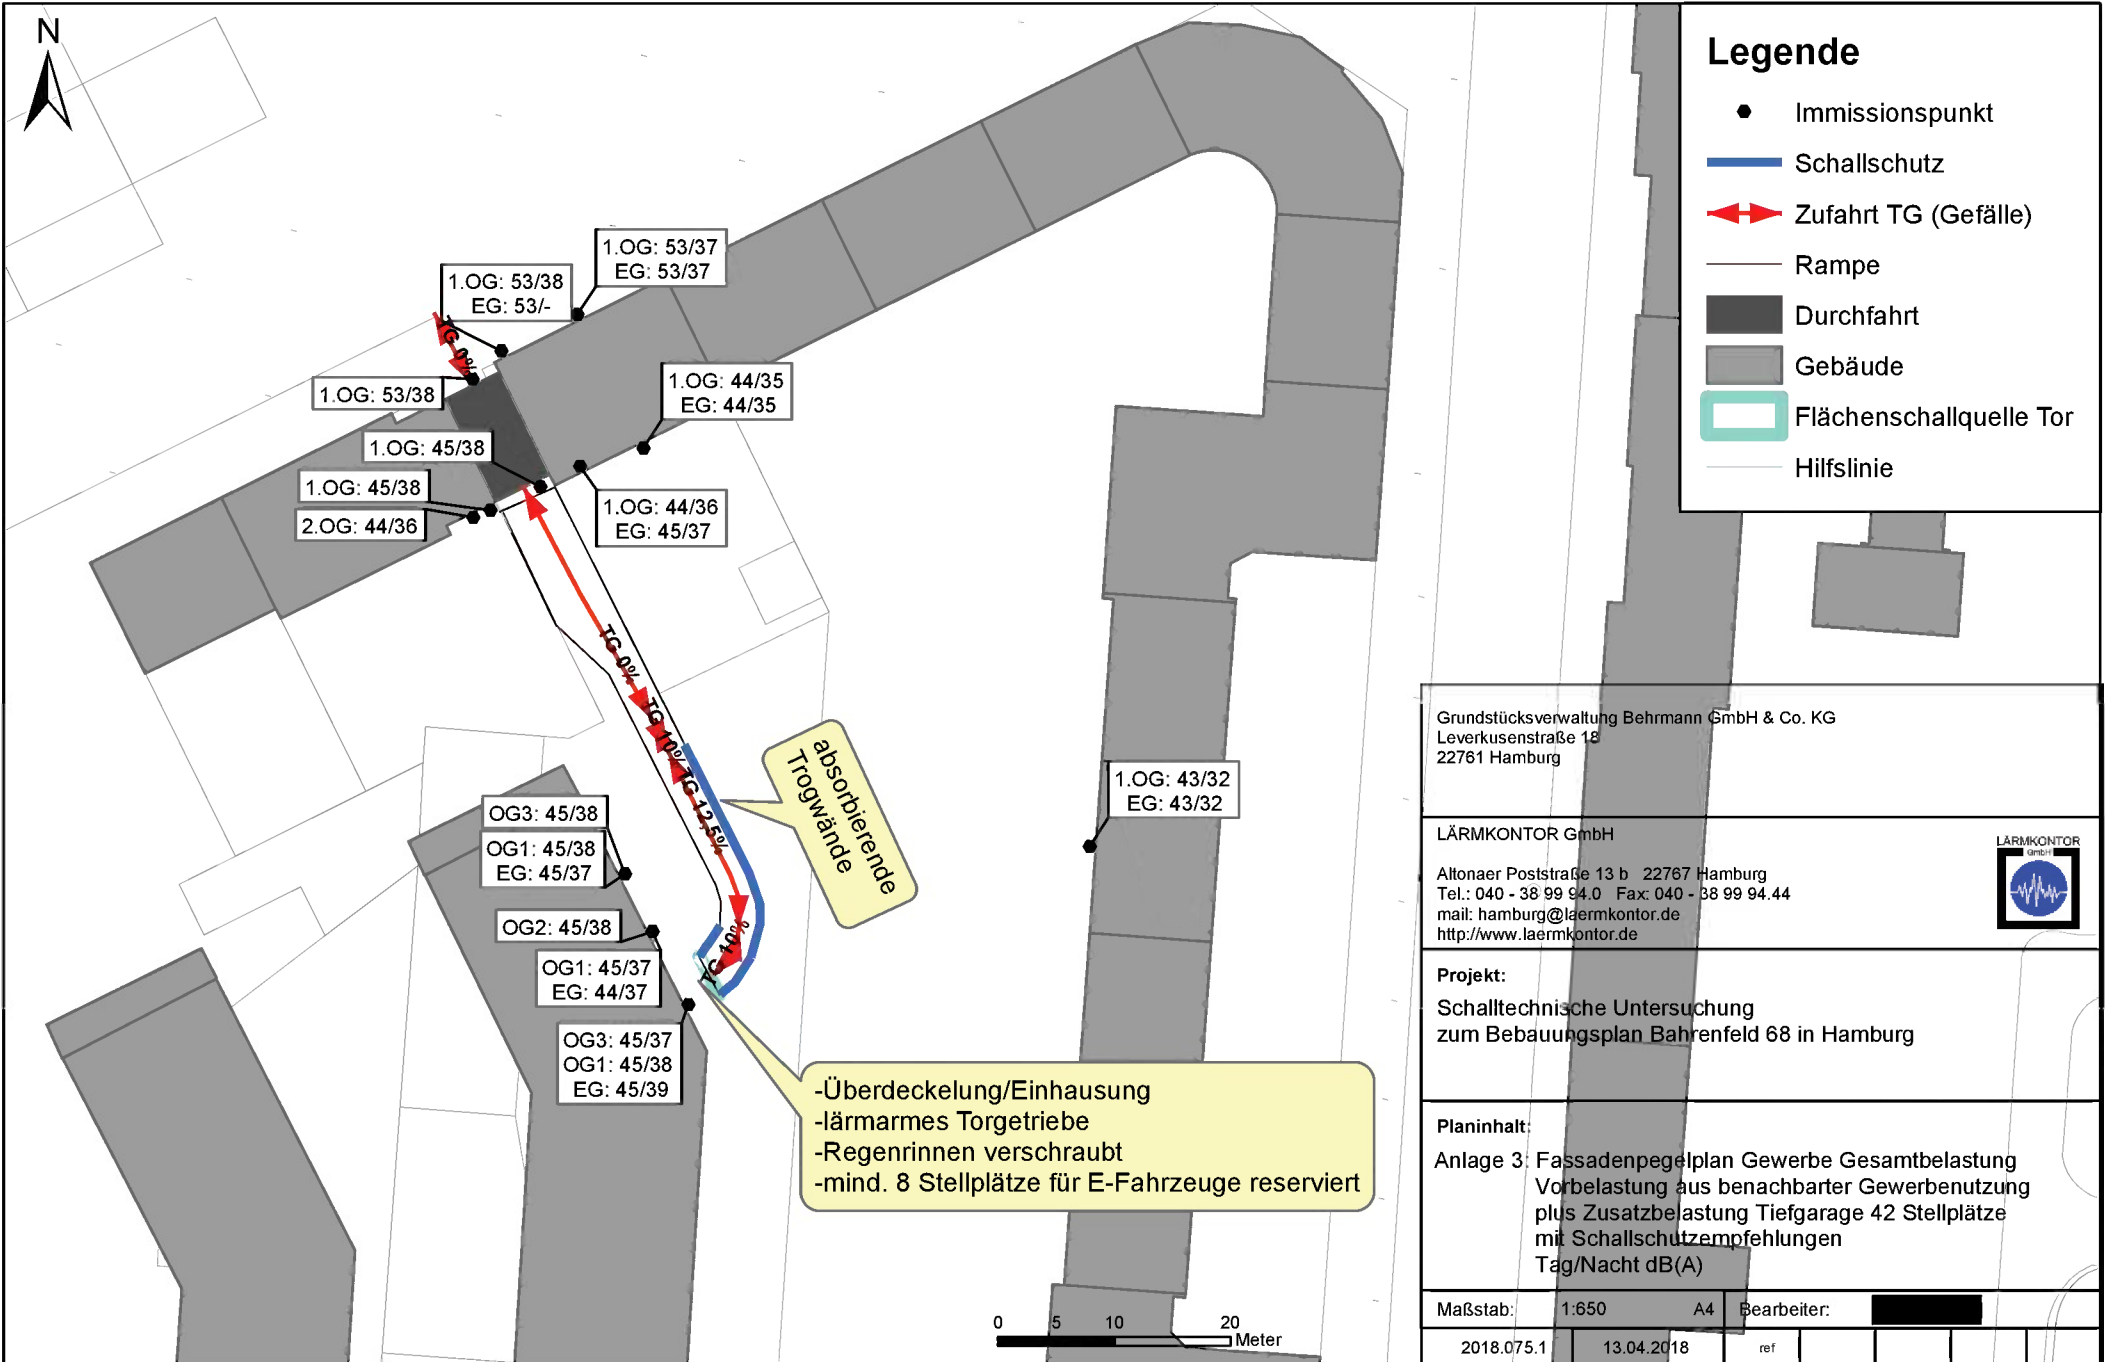 N
Legende
Immissionspunkt
Schallschutz
Zufahrt TG (Gefälle)
Rampe
Durchfahrt
Gebäude
Flächenschallquelle Tor
Hilfslinie
1.OG: 53/37
EG: 53/37
1.OG: 53/38
EG: 53/-
TG 0%
1.OG: 53/38
1.OG: 44/35
EG: 44/35
1.OG: 45/38
1.OG: 45/38
2.OG: 44/36
1.OG: 44/36
EG: 45/37
TG 0%
TG 10%
TG 12,5%
TG 10%
absorbierende
Trogwände
1.OG: 43/32
EG: 43/32
OG3: 45/38
OG1: 45/38
EG: 45/37
OG2: 45/38
OG1: 45/37
EG: 44/37
OG3: 45/37
OG1: 45/38
EG: 45/39
-Überdeckelung/Einhausung
-lärmarmes Torgetriebe
-Regenrinnen verschraubt
-mind. 8 Stellplätze für E-Fahrzeuge reserviert
0 5 10 20
Meter
Grundstücksverwaltung Behrmann GmbH & Co. KG
Leverkusenstraße 18
22761 Hamburg
LÄRMKONTOR GmbH
Altonaer Poststraße 13 b 22767 Hamburg
Tel.: 040 - 38 99 94.0 Fax: 040 - 38 99 94.44
mail: hamburg@laermkontor.de
http://www.laermkontor.de
LÄRMKONTOR
GmbH
Projekt:
Schalltechnische Untersuchung
zum Bebauungsplan Bahrenfeld 68 in Hamburg
Planinhalt:
Anlage 3: Fassadenpegelplan Gewerbe Gesamtbelastung
Vorbelastung aus benachbarter Gewerbenutzung
plus Zusatzbelastung Tiefgarage 42 Stellplätze
mit Schallschutzempfehlungen
Tag/Nacht dB(A)
Maßstab: 1:650 A4 Bearbeiter:
2018.075.1 13.04.2018 ref